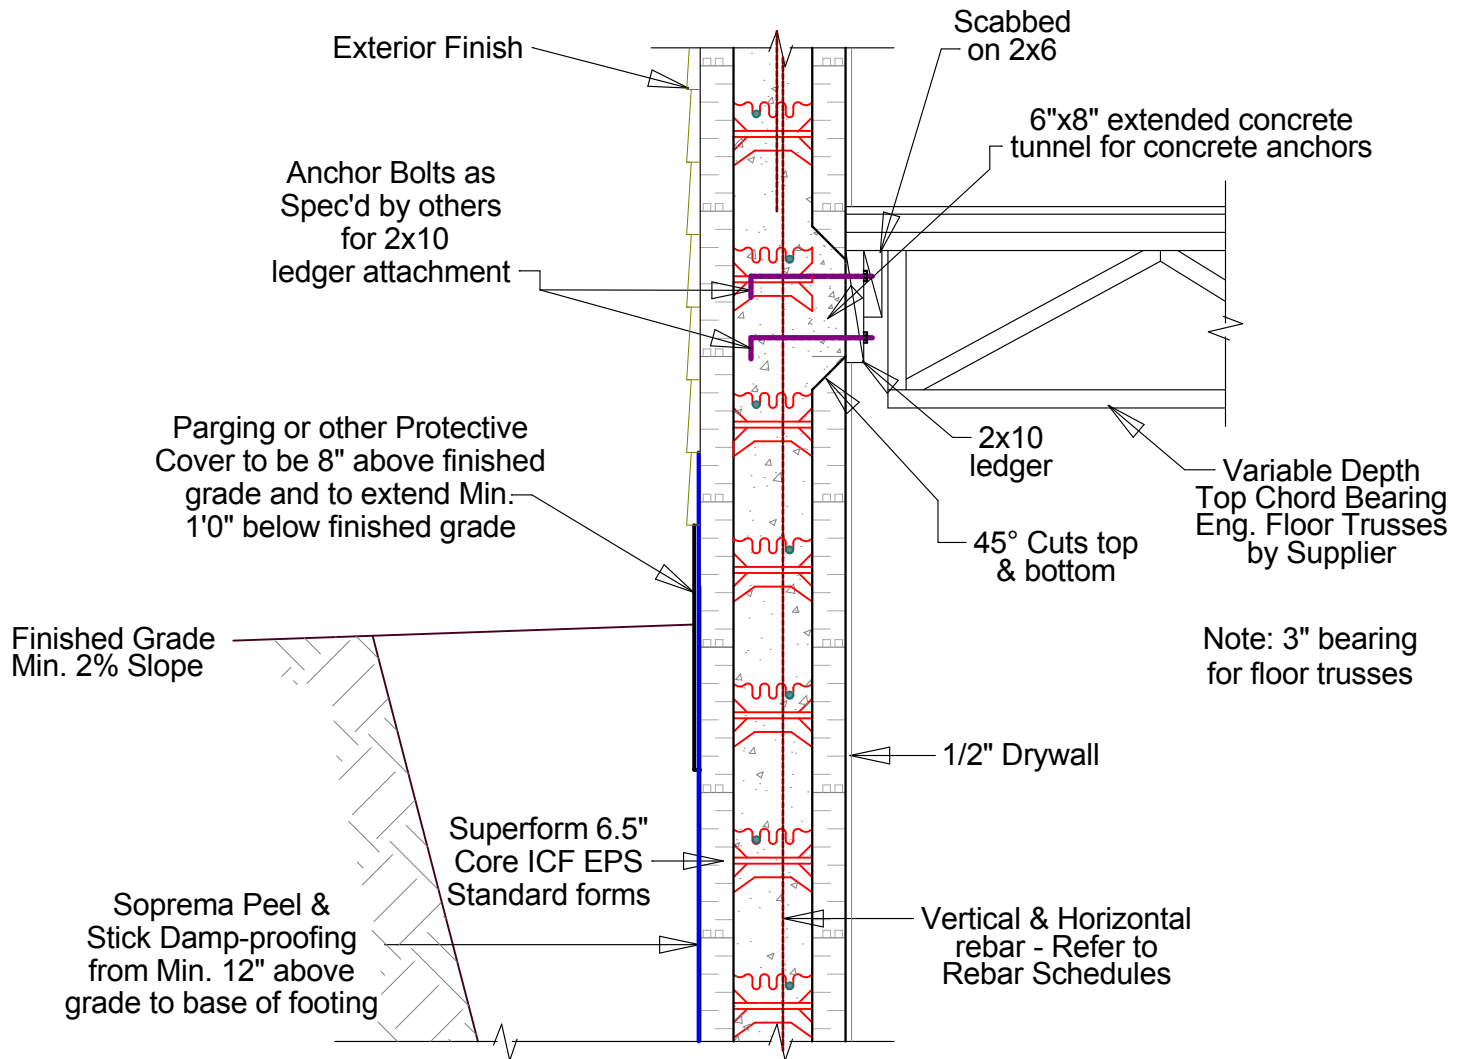 Exterior Finish
Scabbed
on 2x6
6"x8" extended concrete
tunnel for concrete anchors
Anchor Bolts as
Spec'd by others
for 2x10
ledger attachment
Parging or other Protective
Cover to be 8" above finished
grade and to extend Min.
1'0" below finished grade
2x10
ledger
Variable Depth
Top Chord Bearing
Eng. Floor Trusses
by Supplier
45° Cuts top
& bottom
Finished Grade
Min. 2% Slope
Note: 3" bearing
for floor trusses
1/2" Drywall
Superform 6.5"
Core ICF EPS
Standard forms
Soprema Peel &
Stick Damp-proofing
from Min. 12" above
grade to base of footing
Vertical & Horizontal
rebar - Refer to
Rebar Schedules